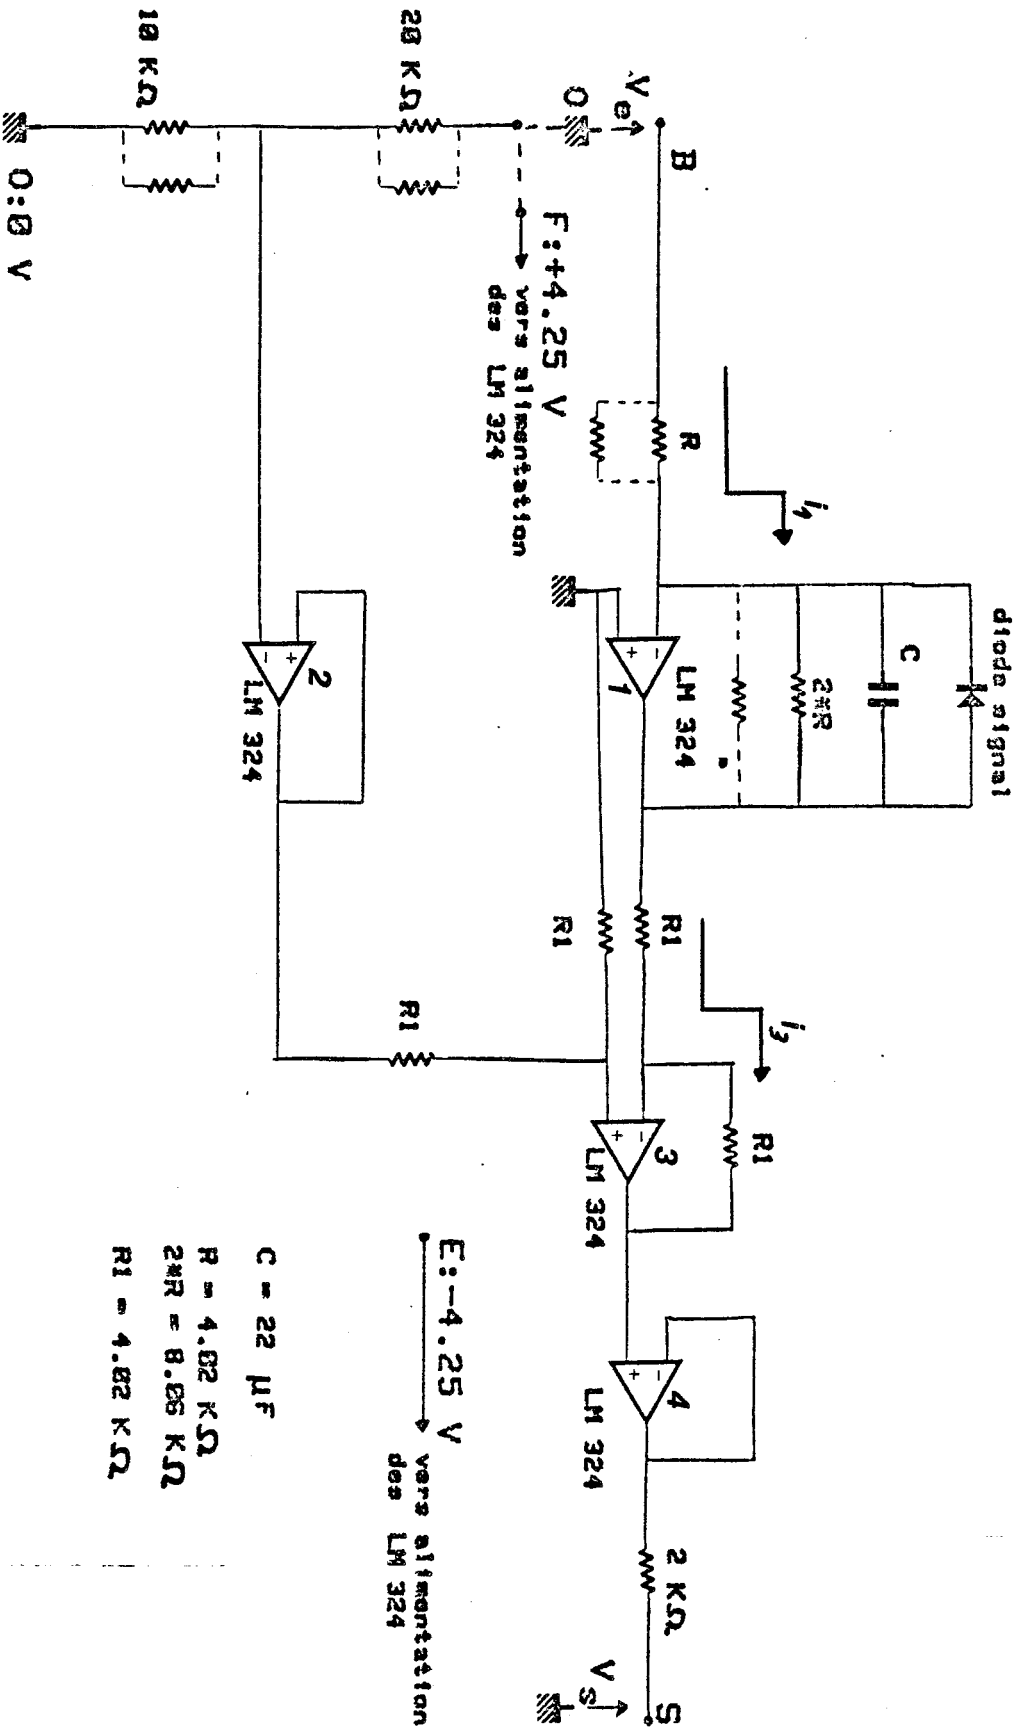 diode signal
C
2*R
i1
LM 324
1
R
B
Ve
O
F:+4.25 V
vers alimentation
des LM 324
20 KΩ
10 KΩ
O:0 V
2
LM 324
R1
R1
R1
i3
R1
3
LM 324
4
LM 324
2 KΩ
S
Vs
E:-4.25 V
vers alimentation
des LM 324
C = 22 µF
R = 4.02 KΩ
2*R = 8.06 KΩ
R1 = 4.02 KΩ